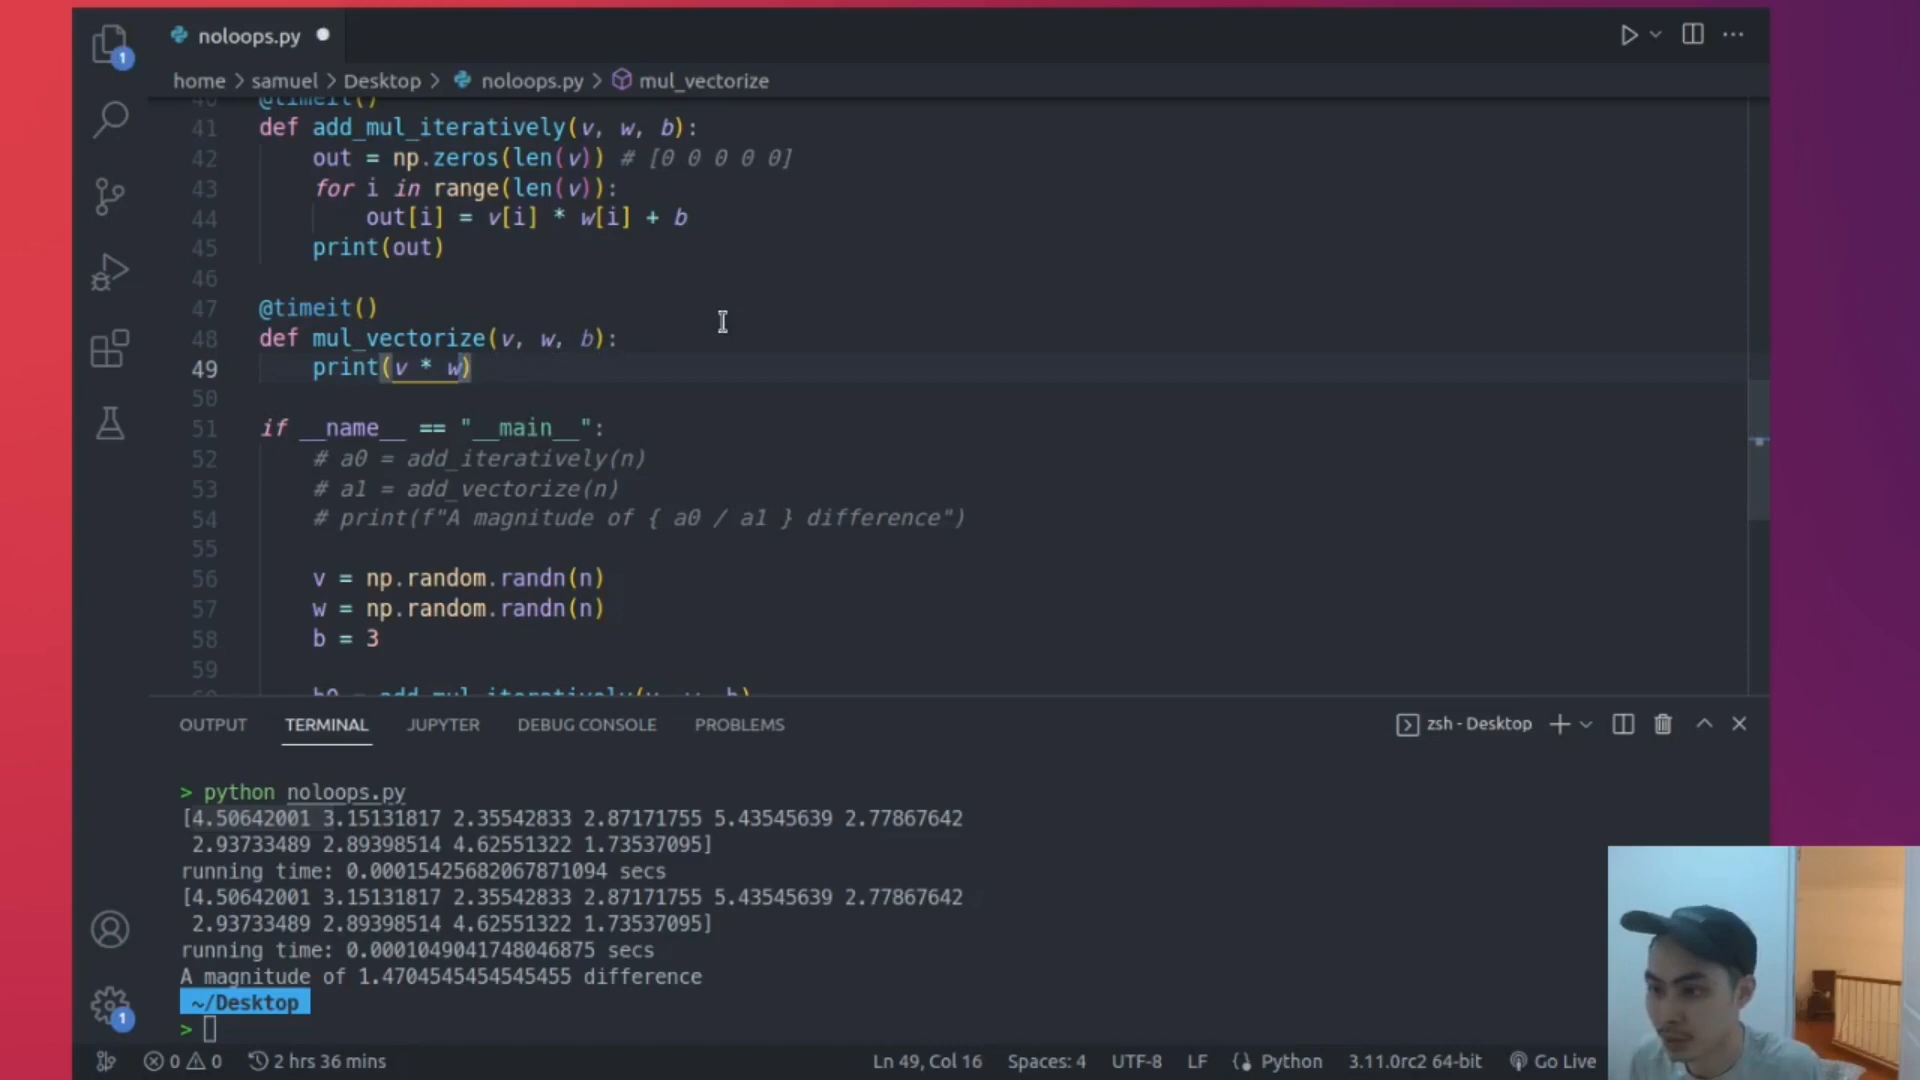 noloops.py
home > samuel > Desktop > noloops.py > mul_vectorize
40 @timeit()
41 def add_mul_iteratively(v, w, b):
42 out = np.zeros(len(v)) # [0 0 0 0 0]
43 for i in range(len(v)):
44 out[i] = v[i] * w[i] + b
45 print(out)
46
47 @timeit()
48 def mul_vectorize(v, w, b):
49 print(v * w)
50
51 if __name__ == "__main__":
52 # a0 = add_iteratively(n)
53 # a1 = add_vectorize(n)
54 # print(f"A magnitude of { a0 / a1 } difference")
55
56 v = np.random.randn(n)
57 w = np.random.randn(n)
58 b = 3
59
60 b0 = add_mul_iteratively(v, w, b)
OUTPUT TERMINAL JUPYTER DEBUG CONSOLE PROBLEMS zsh - Desktop
> python noloops.py
[4.50642001 3.15131817 2.35542833 2.87171755 5.43545639 2.77867642
2.93733489 2.89398514 4.62551322 1.73537095]
running time: 0.00015425682067871094 secs
[4.50642001 3.15131817 2.35542833 2.87171755 5.43545639 2.77867642
2.93733489 2.89398514 4.62551322 1.73537095]
running time: 0.0001049041748046875 secs
A magnitude of 1.4704545454545455 difference
~/Desktop
>
1
1
0 0 2 hrs 36 mins Ln 49, Col 16 Spaces: 4 UTF-8 LF Python 3.11.0rc2 64-bit Go Live